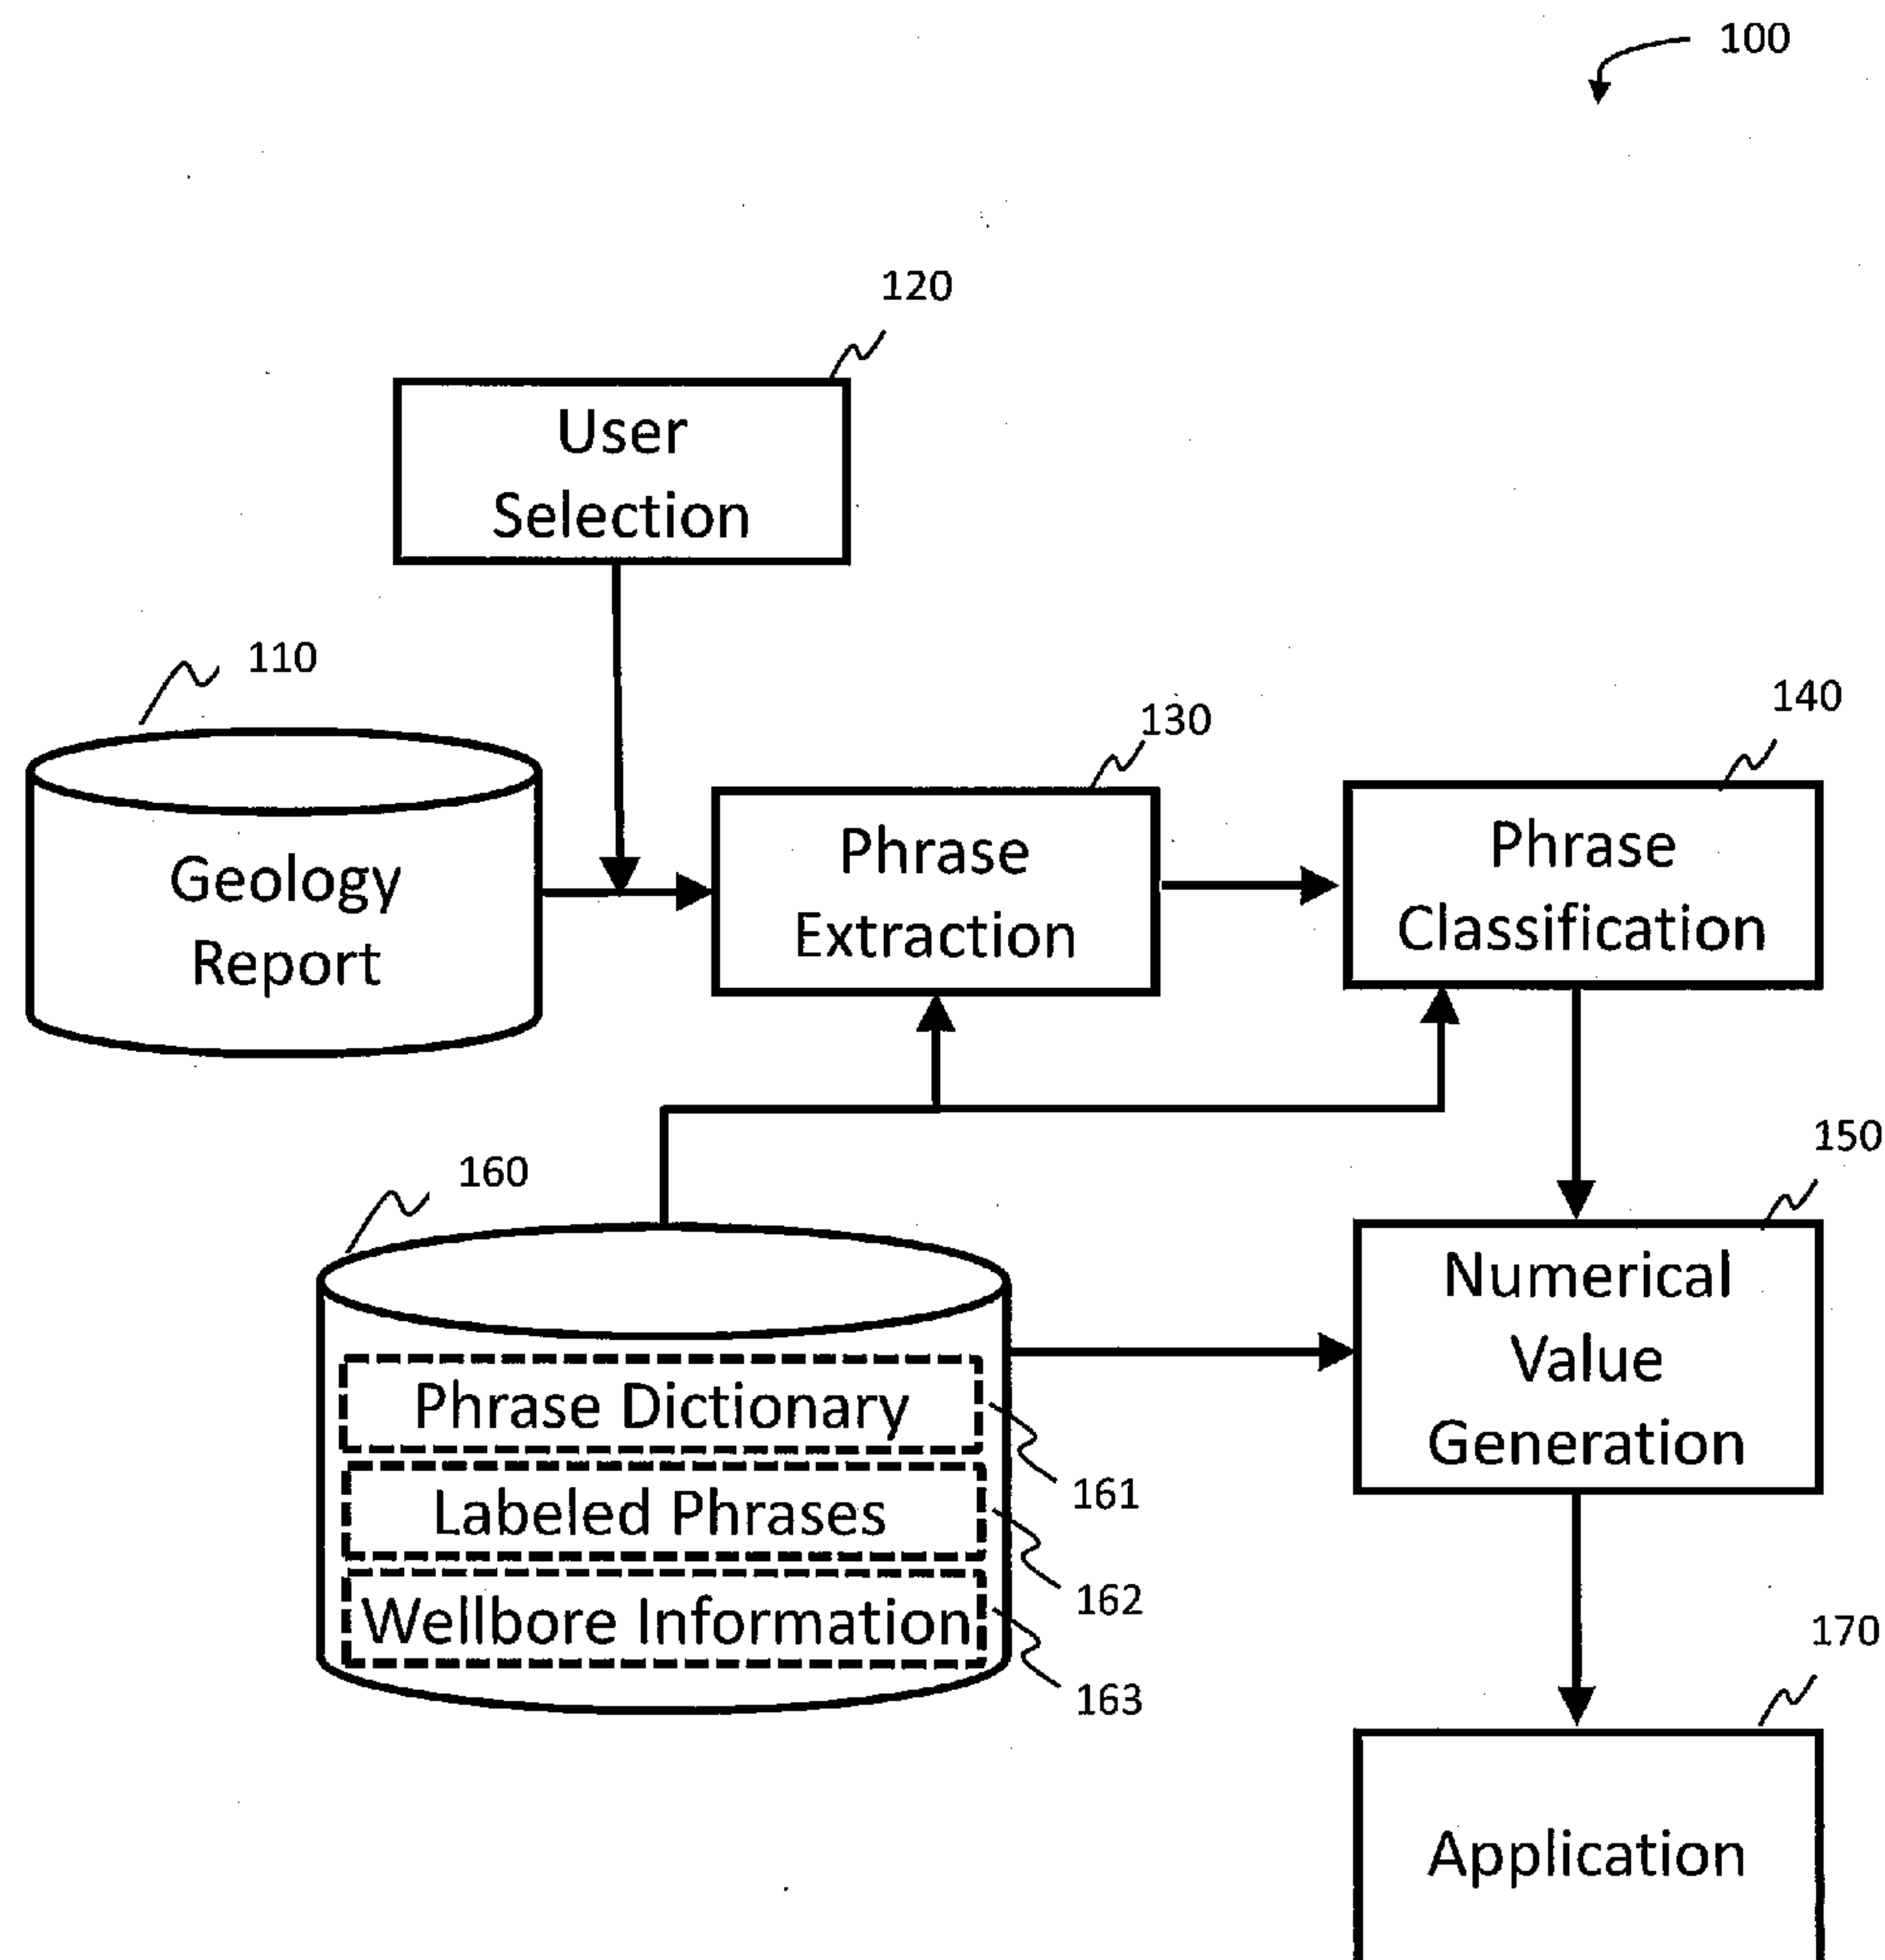 100
120
User
Selection
110
Geology
Report
130
Phrase
Extraction
140
Phrase
Classification
150
Numerical
Value
Generation
160
Phrase Dictionary
161
Labeled Phrases
162
Wellbore Information
163
170
Application